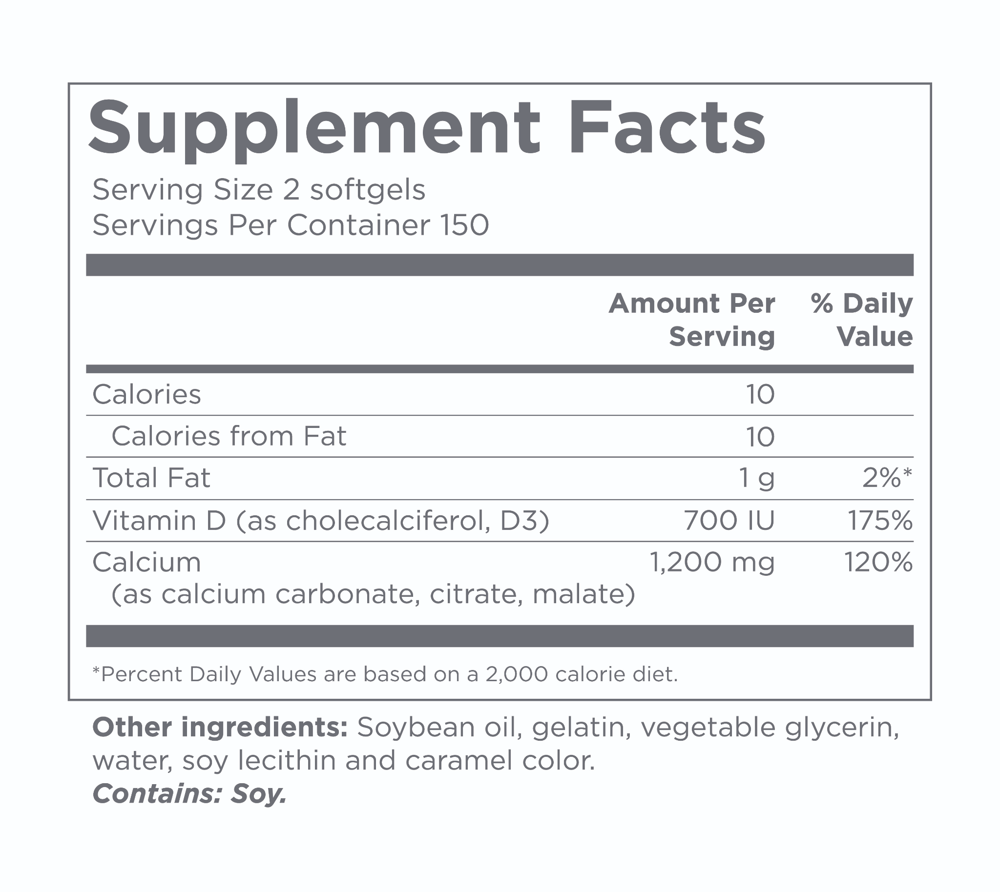 Supplement Facts
Serving Size 2 softgels
Servings Per Container 150
Amount Per Serving % Daily Value
Calories 10
Calories from Fat 10
Total Fat 1 g 2%*
Vitamin D (as cholecalciferol, D3) 700 IU 175%
Calcium 1,200 mg 120%
(as calcium carbonate, citrate, malate)
*Percent Daily Values are based on a 2,000 calorie diet.
Other ingredients: Soybean oil, gelatin, vegetable glycerin,
water, soy lecithin and caramel color.
Contains: Soy.